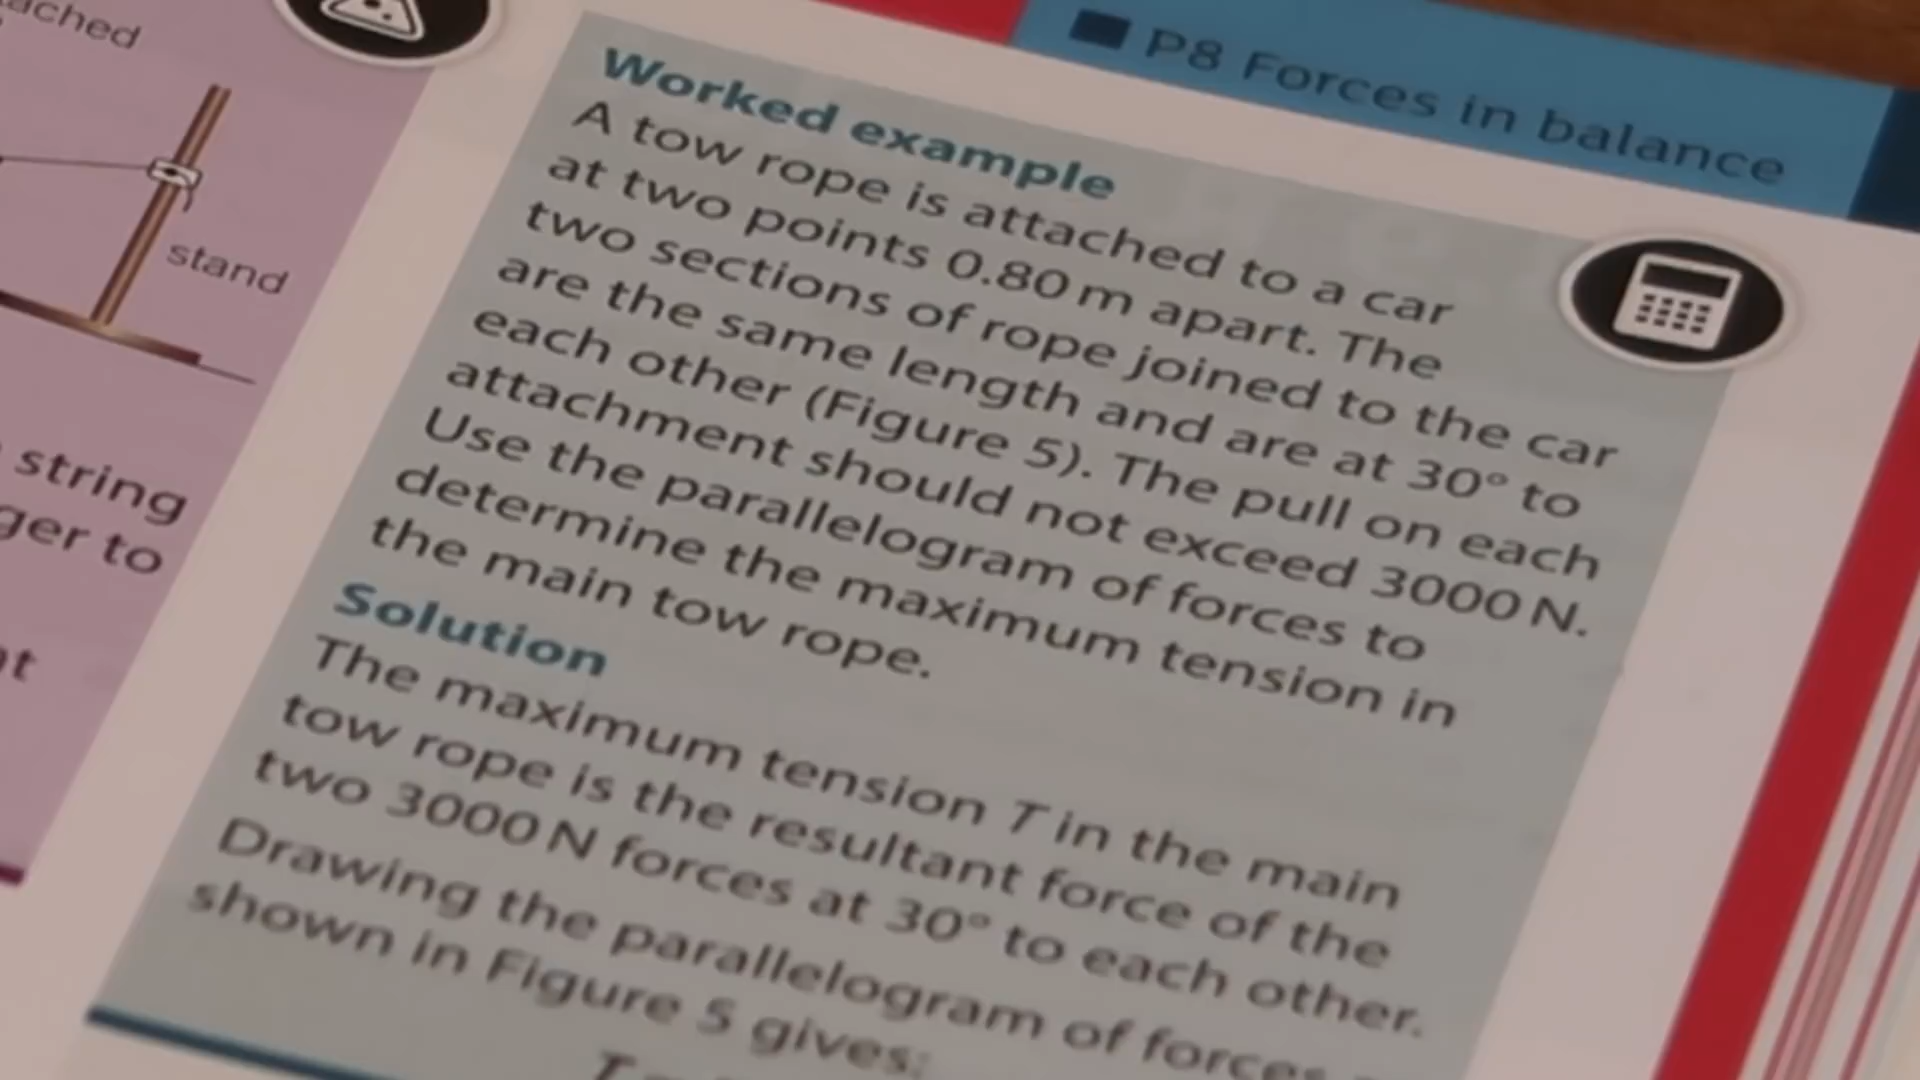 tached
stand
string
ger to
nt
P8 Forces in balance
Worked example
A tow rope is attached to a car
at two points 0.80 m apart. The
two sections of rope joined to the car
are the same length and are at 30° to
each other (Figure 5). The pull on each
attachment should not exceed 3000 N.
Use the parallelogram of forces to
determine the maximum tension in
the main tow rope.
Solution
The maximum tension T in the main
tow rope is the resultant force of the
two 3000 N forces at 30° to each other.
Drawing the parallelogram of forces
shown in Figure 5 gives:
T